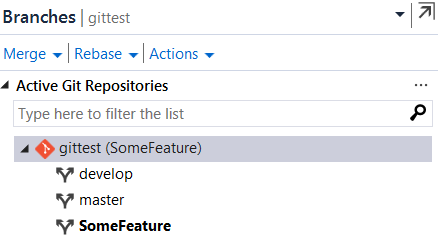 Branches | gittest
Merge Rebase Actions
Active Git Repositories ...
Type here to filter the list
gittest (SomeFeature)
develop
master
SomeFeature